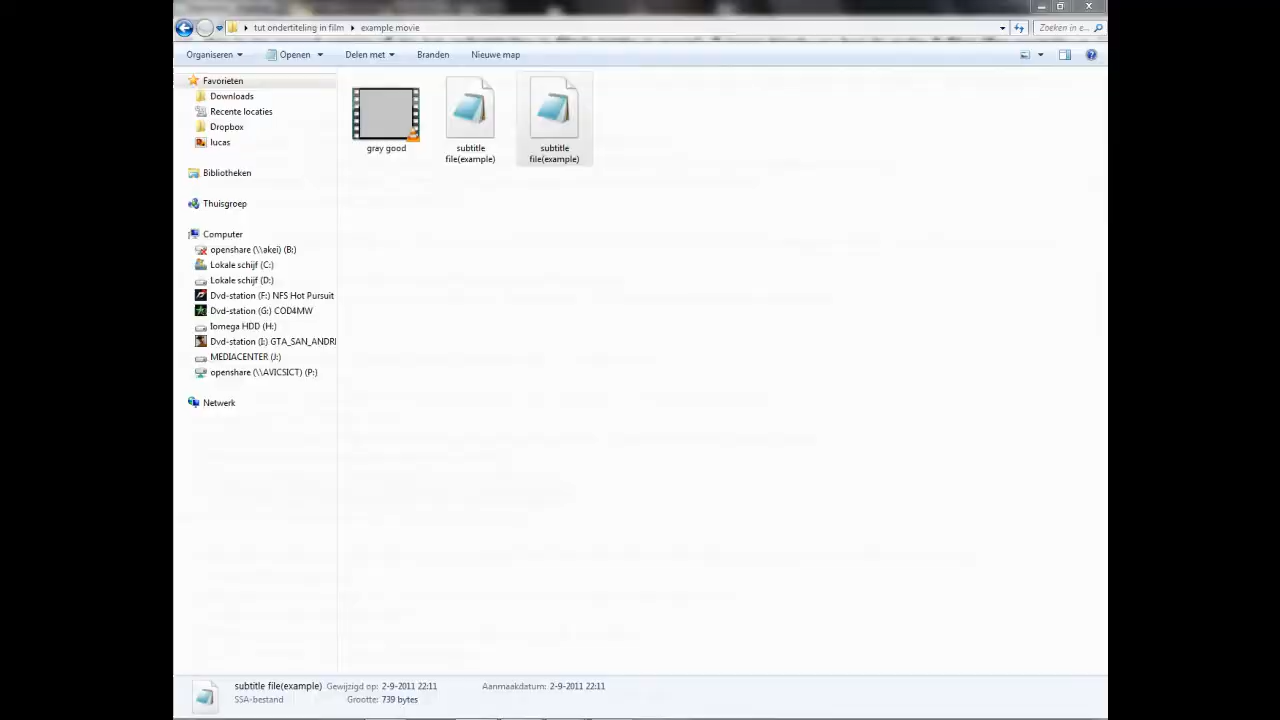 tut ondertiteling in film
example movie
Zoeken in e...
Organiseren
Openen
Delen met
Branden
Nieuwe map
Favorieten
Downloads
Recente locaties
Dropbox
lucas
Bibliotheken
Thuisgroep
Computer
openshare (\\akei) (B:)
Lokale schijf (C:)
Lokale schijf (D:)
Dvd-station (F:) NFS Hot Pursuit
Dvd-station (G:) COD4MW
Iomega HDD (H:)
Dvd-station (I:) GTA_SAN_ANDR
MEDIACENTER (J:)
openshare (\\AVICSICT) (P:)
Netwerk
gray good
subtitle
file(example)
subtitle
file(example)
subtitle file(example) Gewijzigd op: 2-9-2011 22:11 Aanmaakdatum: 2-9-2011 22:11
SSA-bestand Grootte: 739 bytes